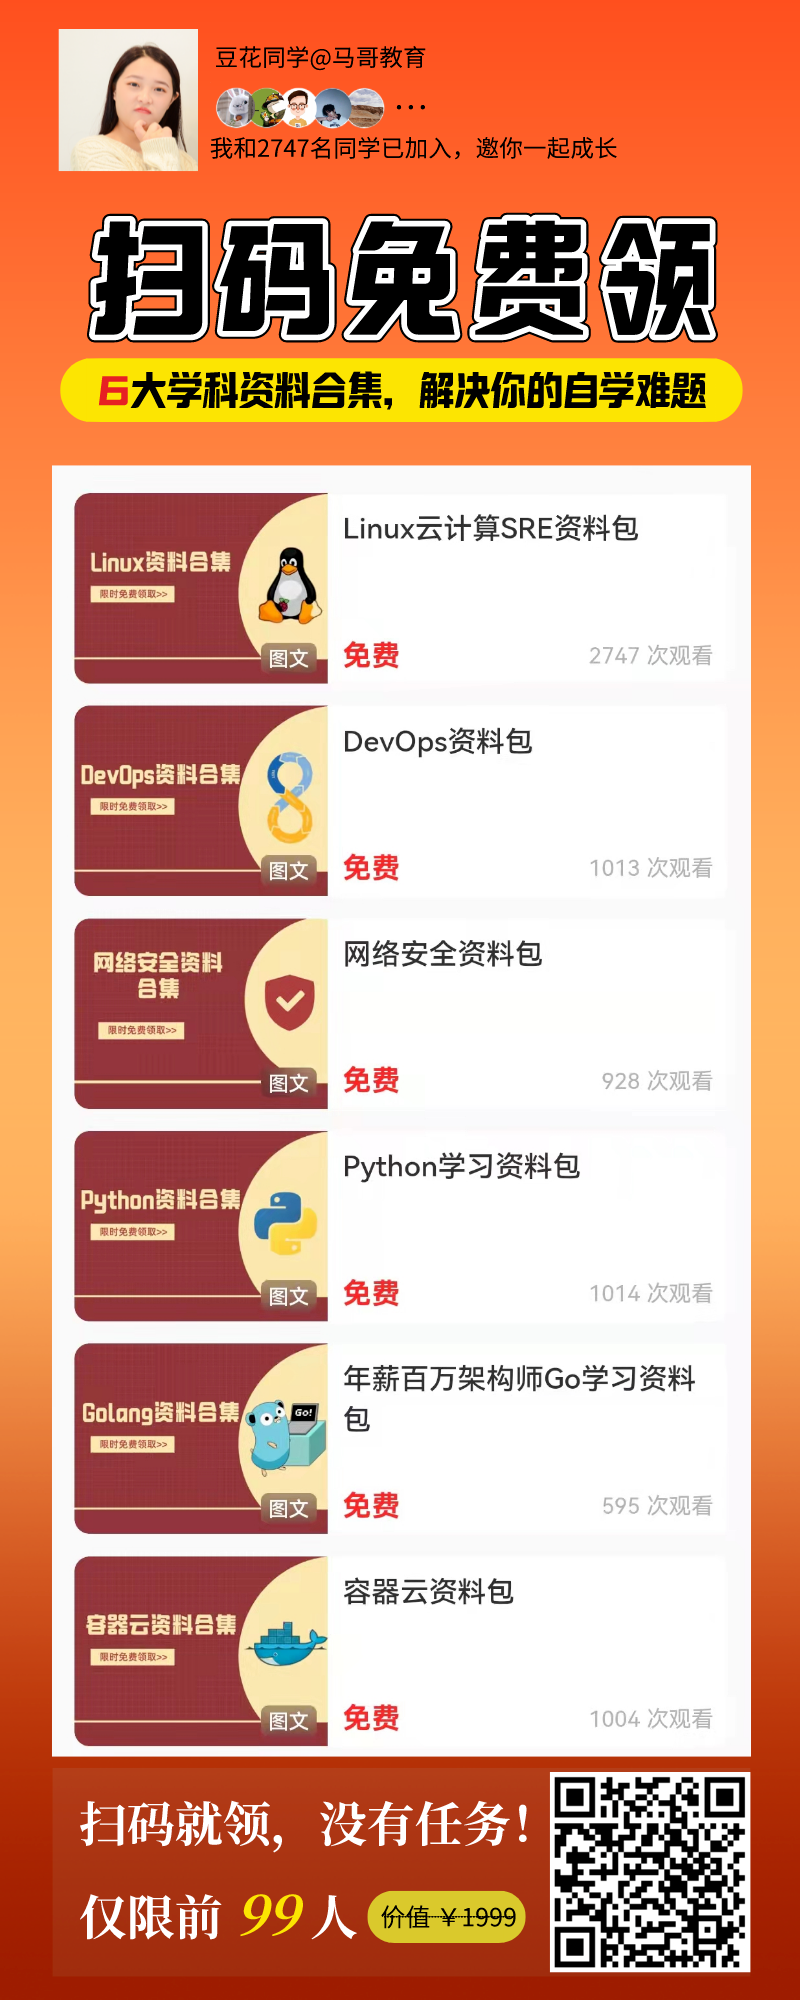 豆花同学@马哥教育
...
我和2747名同学已加入，邀你一起成长
扫码免费领
6大学科资料合集，解决你的自学难题
Linux资料合集
限时免费领取>>
图文
Linux云计算SRE资料包
免费
2747 次观看
DevOps资料合集
限时免费领取>>
图文
DevOps资料包
免费
1013 次观看
网络安全资料
合集
限时免费领取>>
图文
网络安全资料包
免费
928 次观看
Python资料合集
限时免费领取>>
图文
Python学习资料包
免费
1014 次观看
Golang资料合集
限时免费领取>>
Go!
图文
年薪百万架构师Go学习资料
包
免费
595 次观看
容器云资料合集
限时免费领取>>
图文
容器云资料包
免费
1004 次观看
扫码就领，没有任务！
仅限前 99 人 价值 ￥1999